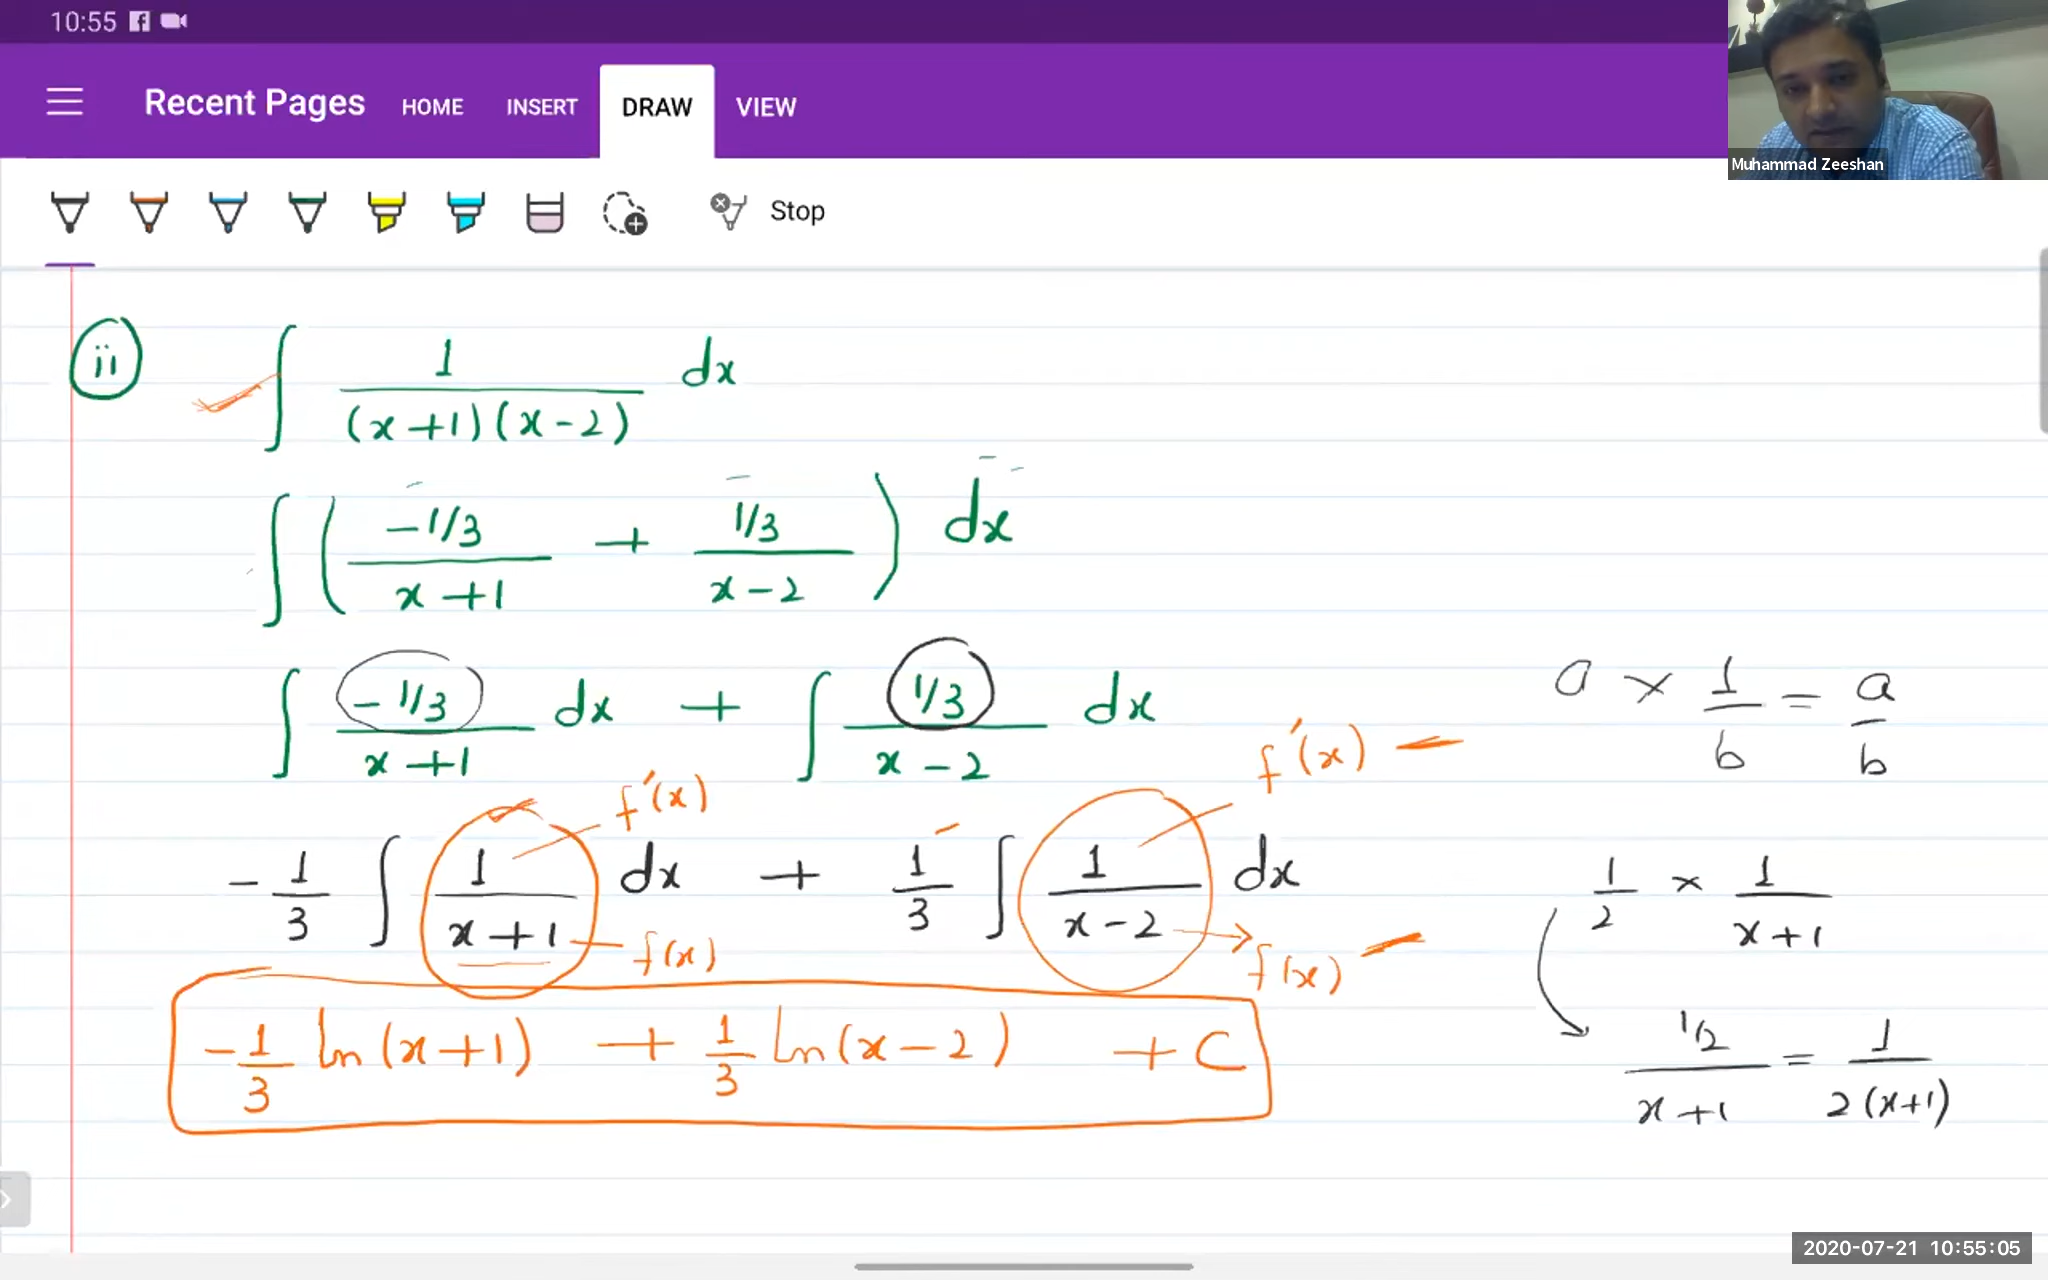 10:55
Recent Pages HOME INSERT DRAW VIEW
Muhammad Zeeshan
Stop
ii ∫ 1/((x+1)(x-2)) dx
∫ ( (-1/3)/(x+1) + (1/3)/(x-2) ) dx
∫ (-1/3)/(x+1) dx + ∫ (1/3)/(x-2) dx
a × 1/b = a/b
f'(x) f'(x)
-1/3 ∫ 1/(x+1) dx + 1/3 ∫ 1/(x-2) dx
f(x) f(x)
1/2 × 1/(x+1)
-1/3 ln(x+1) + 1/3 ln(x-2) + C
(1/2)/(x+1) = 1/(2(x+1))
2020-07-21 10:55:05